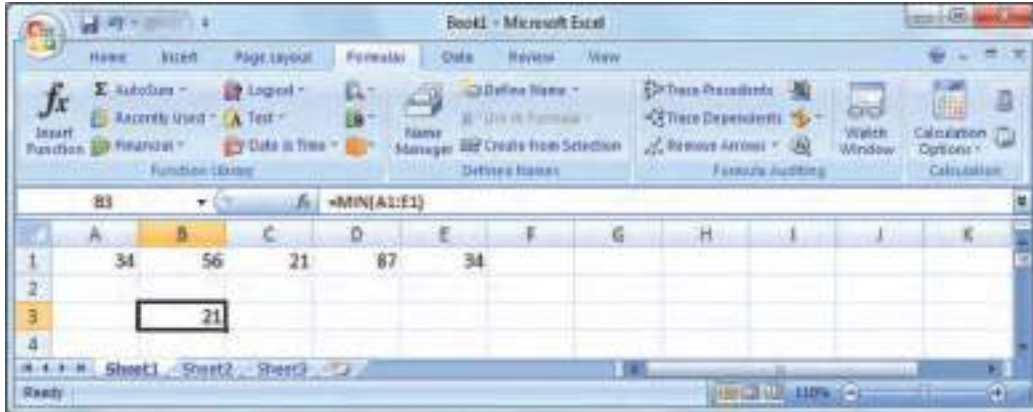 Book1 - Microsoft Excel
Home Insert Page Layout Formulas Data Review View
fx Insert Function
Σ AutoSum
Recently Used
Financial
Logical
Text
Date & Time
Function Library
Name Manager
Define Name
Use in Formula
Create from Selection
Defined Names
Trace Precedents
Trace Dependents
Remove Arrows
Formula Auditing
Watch Window
Calculation Options
Calculation
B3 fx =MIN(A1:E1)
A B C D E F G H I J K
1 34 56 21 87 34
2
3 21
4
Sheet1 Sheet2 Sheet3
Ready 110%